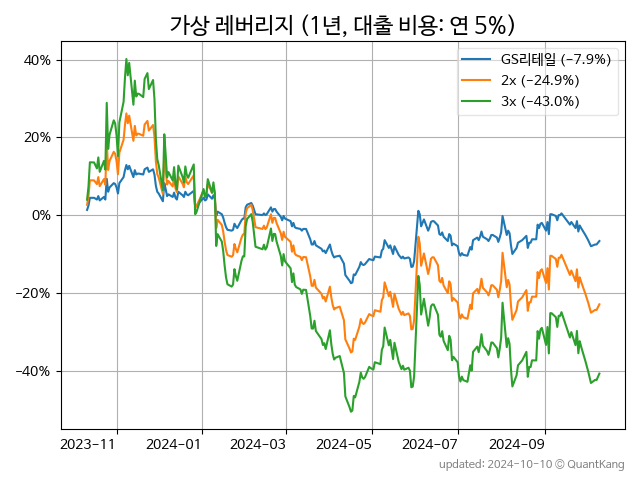 가상 레버리지 (1년, 대출 비용: 연 5%)
GS리테일 (−7.9%)
2x (−24.9%)
3x (−43.0%)
40%
20%
0%
−20%
−40%
2023-11 2024-01 2024-03 2024-05 2024-07 2024-09
updated: 2024-10-10 © QuantKang